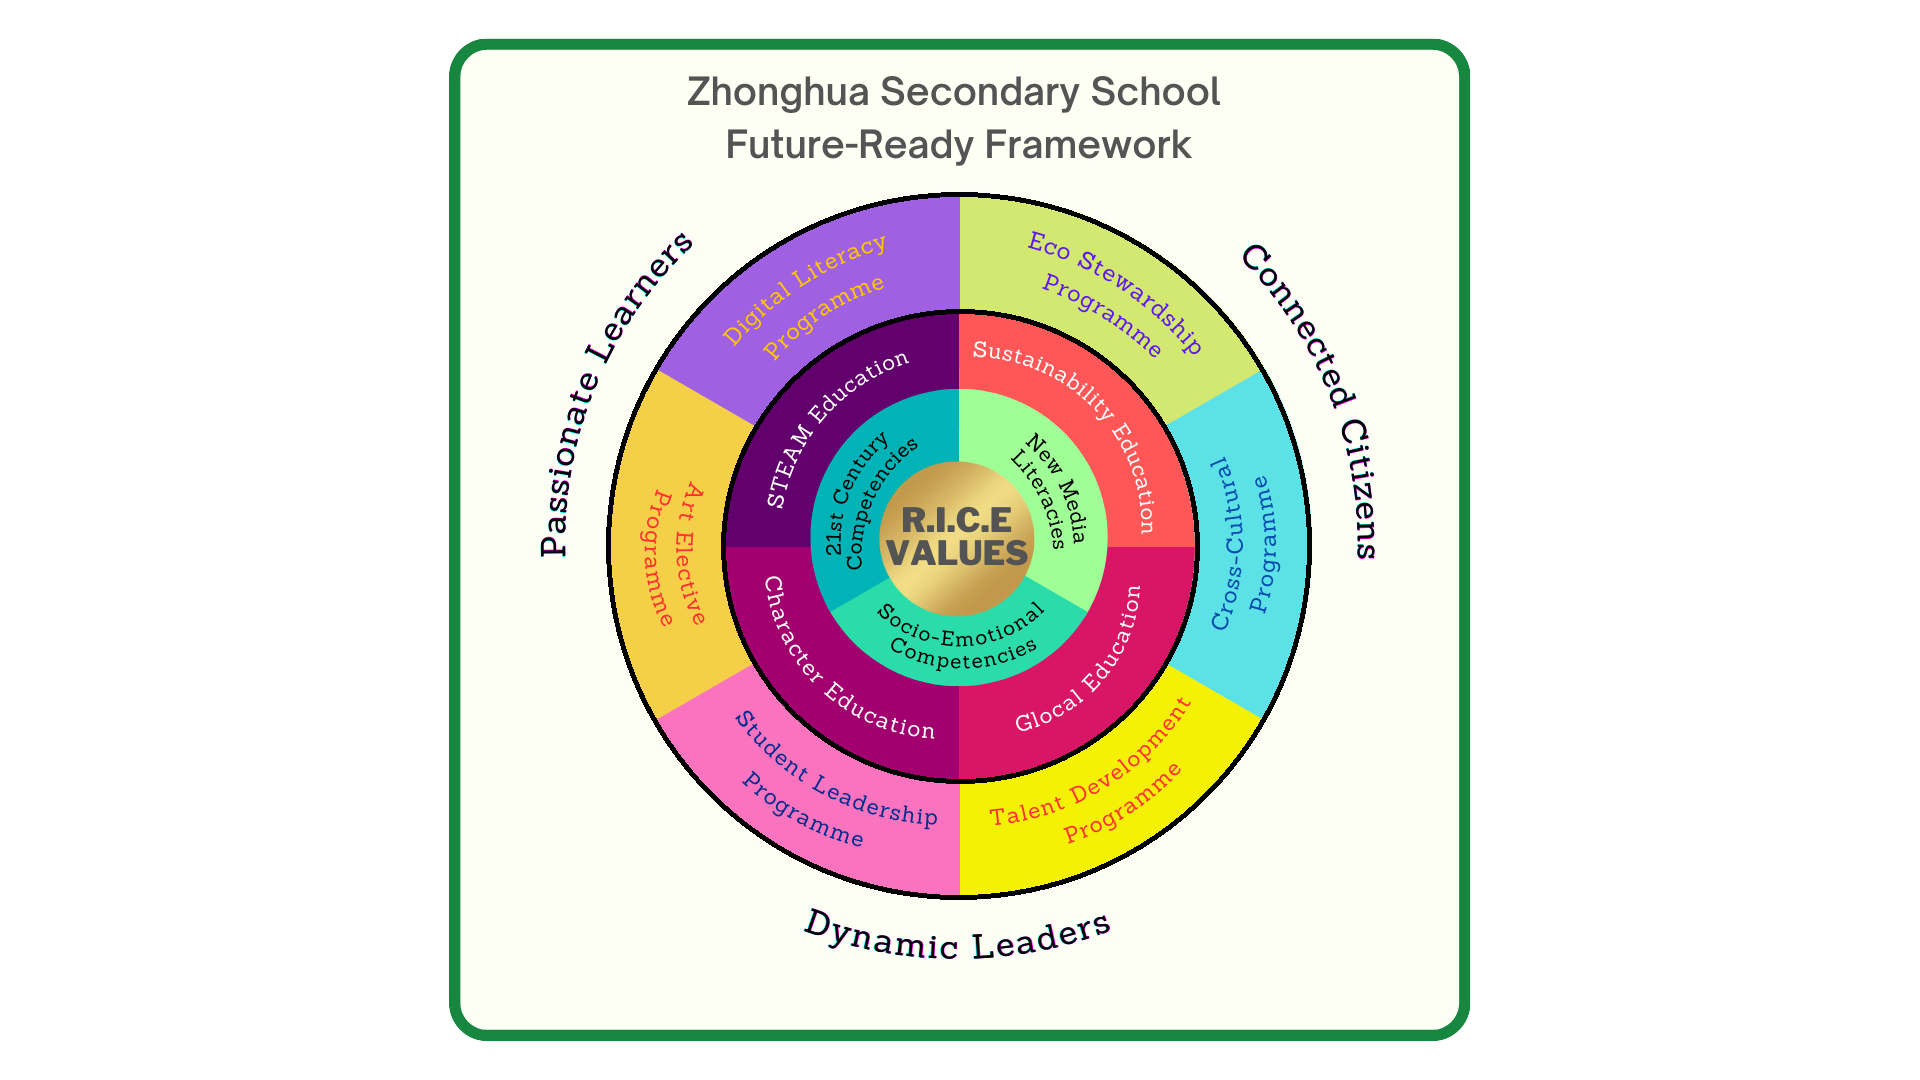 Zhonghua Secondary School
Future-Ready Framework
Passionate Learners
Connected Citizens
Dynamic Leaders
Digital Literacy
Programme
Eco Stewardship
Programme
Cross-Cultural
Programme
Talent Development
Programme
Student Leadership
Programme
Art Elective
Programme
STEAM Education
Sustainability Education
Glocal Education
Character Education
21st Century
Competencies
New Media
Literacies
Socio-Emotional
Competencies
R.I.C.E
VALUES